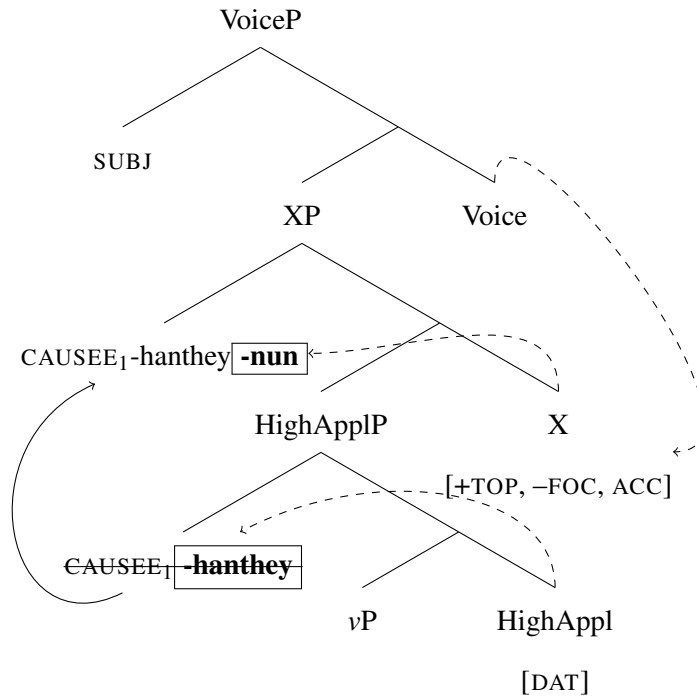 VoiceP
SUBJ
XP Voice
CAUSEE₁-hanthey -nun
HighApplP X
[+TOP, –FOC, ACC]
CAUSEE₁ -hanthey
vP HighAppl
[DAT]